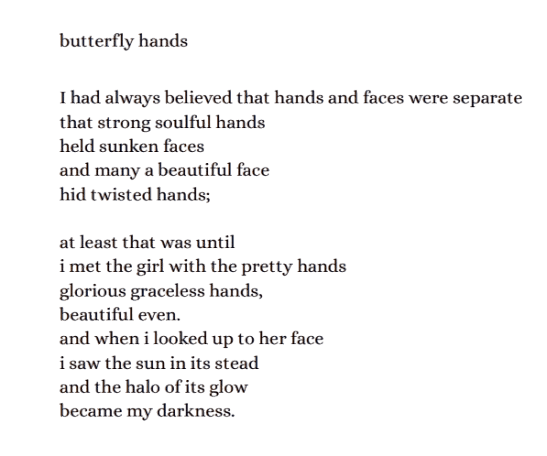 butterfly hands
I had always believed that hands and faces were separate
that strong soulful hands
held sunken faces
and many a beautiful face
hid twisted hands;
at least that was until
i met the girl with the pretty hands
glorious graceless hands,
beautiful even.
and when i looked up to her face
i saw the sun in its stead
and the halo of its glow
became my darkness.